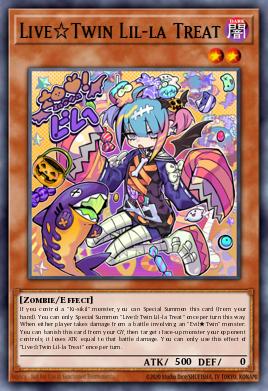 Live☆Twin Lil-la Treat
DARK
闇
[Zombie/Effect]
If you control a "Ki-sikil" monster, you can Special Summon this card (from your
hand). You can only Special Summon "Live☆Twin Lil-la Treat" once per turn this way.
When either player takes damage from a battle involving an "Evil★Twin" monster:
You can banish this card from your GY, then target 1 face-up monster your opponent
controls; it loses ATK equal to that battle damage. You can only use this effect of
"Live☆Twin Lil-la Treat" once per turn.
ATK/ 500 DEF/ 0
©2020 Studio Dice/SHUEISHA, TV TOKYO, KONAMI